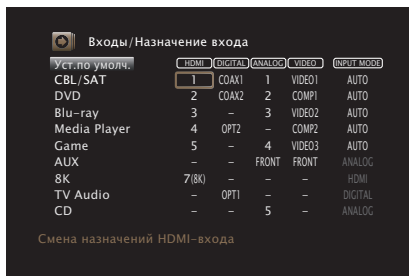 Входы/Назначение входа
Уст.по умолч. HDMI DIGITAL ANALOG VIDEO INPUT MODE
CBL/SAT 1 COAX1 1 VIDEO1 AUTO
DVD 2 COAX2 2 COMP1 AUTO
Blu-ray 3 – 3 VIDEO2 AUTO
Media Player 4 OPT2 – COMP2 AUTO
Game 5 – 4 VIDEO3 AUTO
AUX – – FRONT FRONT ANALOG
8K 7(8K) – – – HDMI
TV Audio – OPT1 – – DIGITAL
CD – – 5 – ANALOG
Смена назначений HDMI-входа